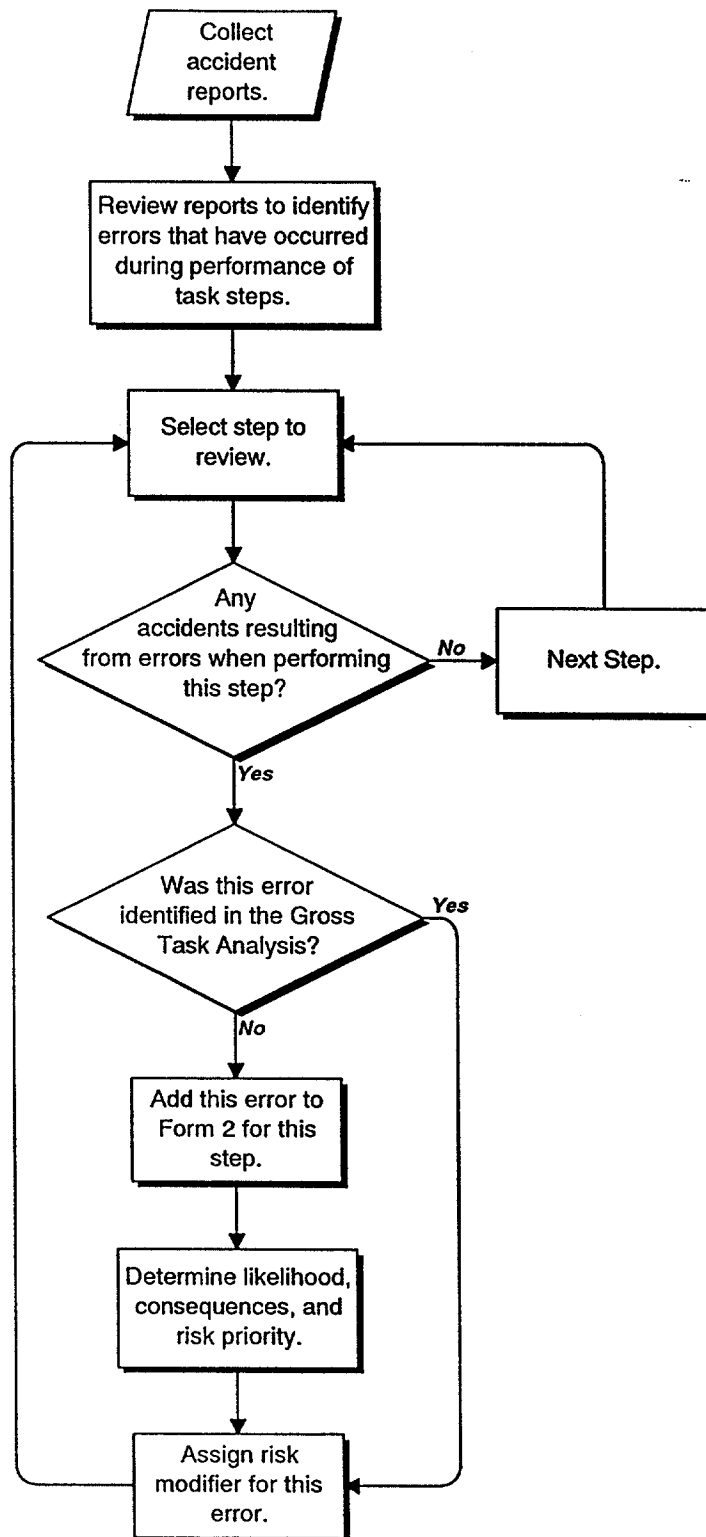 Collect
accident
reports.
Review reports to identify
errors that have occurred
during performance of
task steps.
Select step to
review.
Any
accidents resulting
from errors when performing
this step?
No
Next Step.
Yes
Was this error
identified in the Gross
Task Analysis?
Yes
No
Add this error to
Form 2 for this
step.
Determine likelihood,
consequences, and
risk priority.
Assign risk
modifier for this
error.